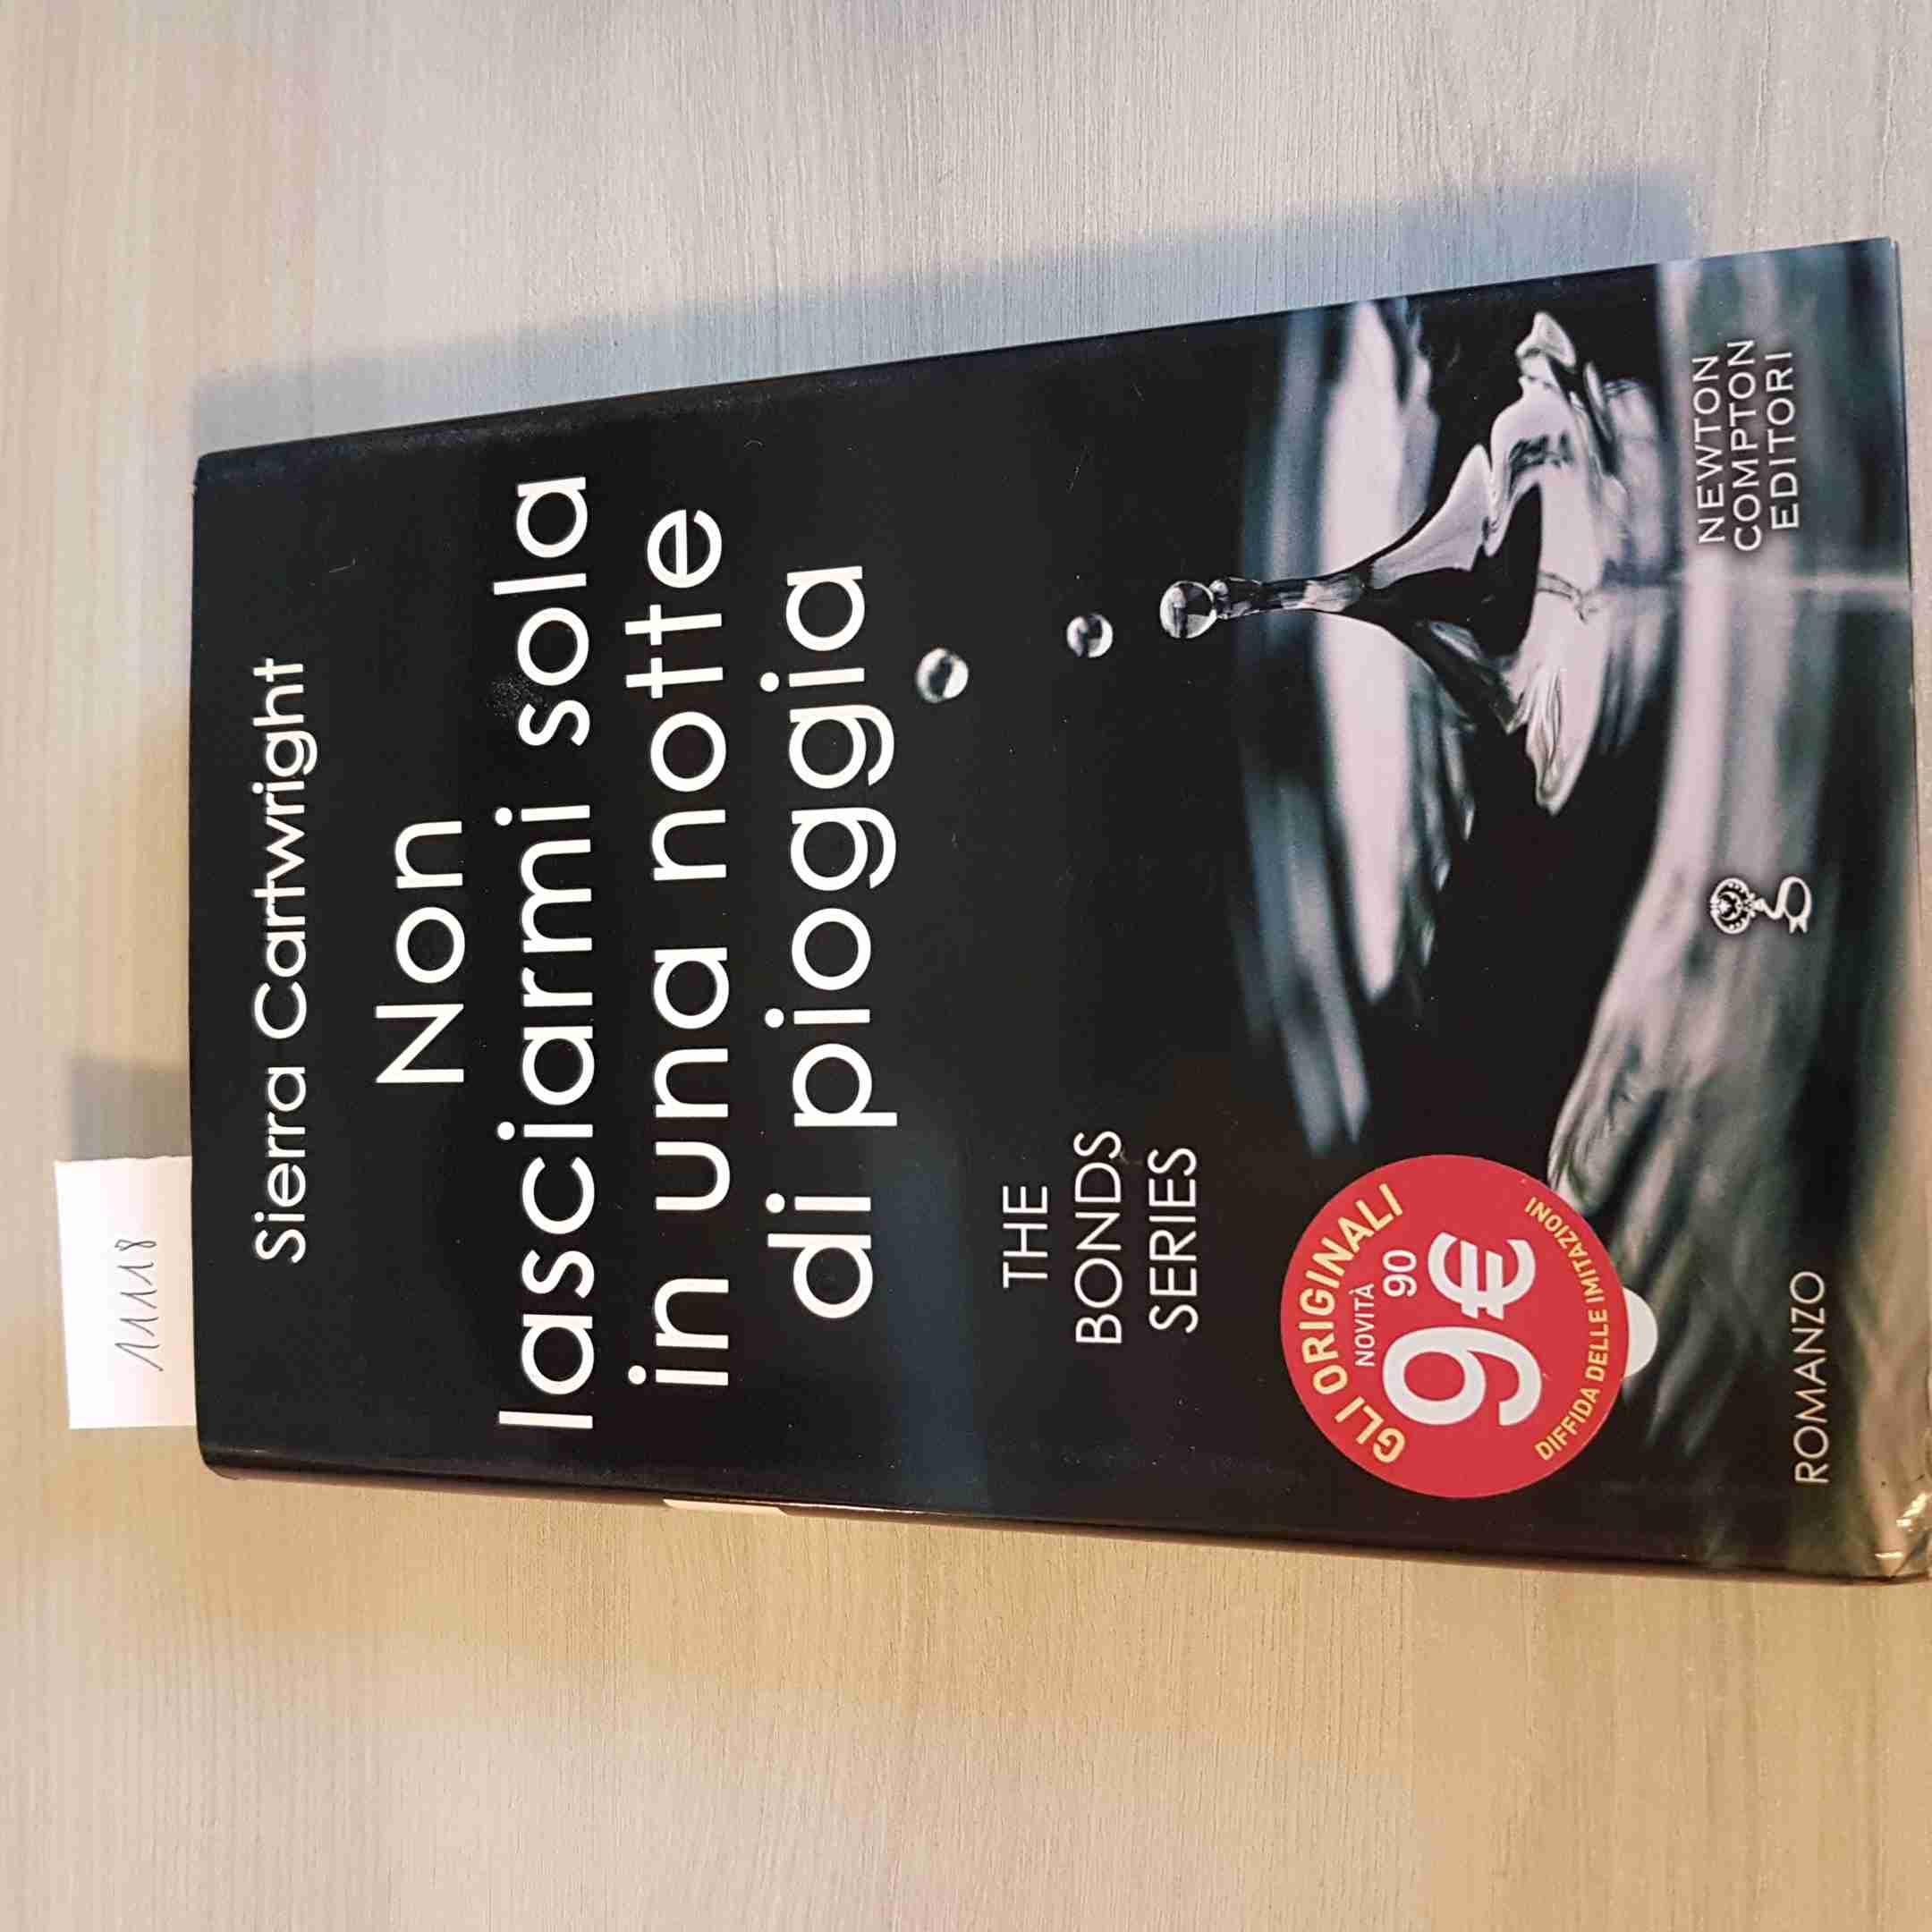 11118
Sierra Cartwright
Non
lasciarmi sola
in una notte
di pioggia
THE
BONDS
SERIES
GLI ORIGINALI
NOVITÀ
9€90
DIFFIDA DELLE IMITAZIONI
ROMANZO
NEWTON
COMPTON
EDITORI